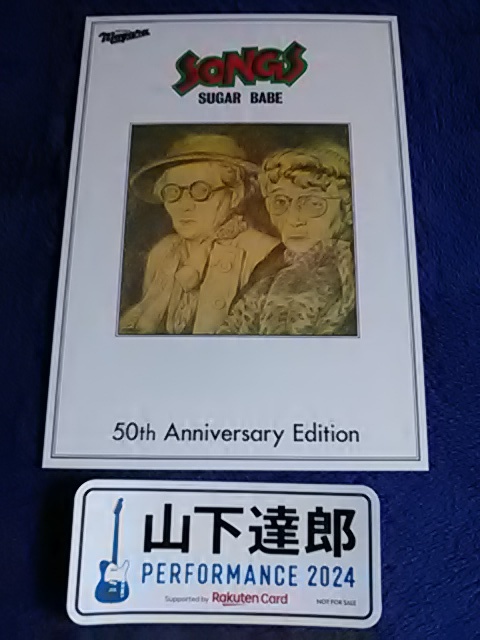 Niagara
SONGS
SUGAR BABE
50th Anniversary Edition
山下達郎
PERFORMANCE 2024
Supported by Rakuten Card
NOT FOR SALE